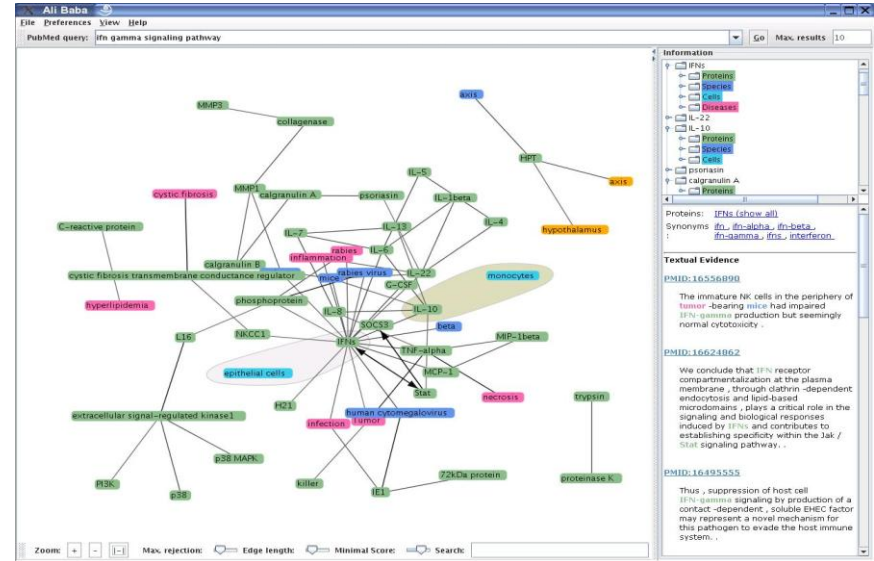 Ali Baba
File Preferences View Help
PubMed query: ifn gamma signaling pathway Go Max. results 10
Information
IFNs
Proteins
Species
Cells
Diseases
IL-22
IL-10
Proteins
Species
Cells
psoriasin
calgranulin A
Proteins
Proteins: IFNs (show all)
Synonyms ifn , ifn-alpha , ifn-beta ,
: ifn-gamma , ifns , interferon
Textual Evidence
PMID:16556890
The immature NK cells in the periphery of
tumor -bearing mice had impaired
IFN-gamma production but seemingly
normal cytotoxicity .
PMID:16624862
We conclude that IFN receptor
compartmentalization at the plasma
membrane , through clathrin -dependent
endocytosis and lipid-based
microdomains , plays a critical role in the
signaling and biological responses
induced by IFNs and contributes to
establishing specificity within the Jak /
Stat signaling pathway. .
PMID:16495555
Thus , suppression of host cell
IFN-gamma signaling by production of a
contact -dependent , soluble EHEC factor
may represent a novel mechanism for
this pathogen to evade the host immune
system. .
axis
MMP3
collagenase
HPT
axis
IL-5
MMP1
cystic fibrosis
calgranulin A
psoriasin
IL-1beta
C-reactive protein
IL-13
IL-4
hypothalamus
IL-7
rabies
IL-6
inflammation
calgranulin B
rabies virus
mice
IL-22
monocytes
cystic fibrosis transmembrane conductance regulator
G-CSF
phosphoprotein
hyperlipidemia
IL-8
IL-10
SOCS3
beta
L16
NKCC1
IFNs
MIP-1beta
TNF-alpha
epithelial cells
MCP-1
Stat
necrosis
trypsin
H21
human cytomegalovirus
extracellular signal-regulated kinase1
infection
Tumor
p38 MAPK
72kDa protein
proteinase K
PI3K
killer
IE1
p38
Zoom: + - |-| Max. rejection: Edge length: Minimal Score: Search: